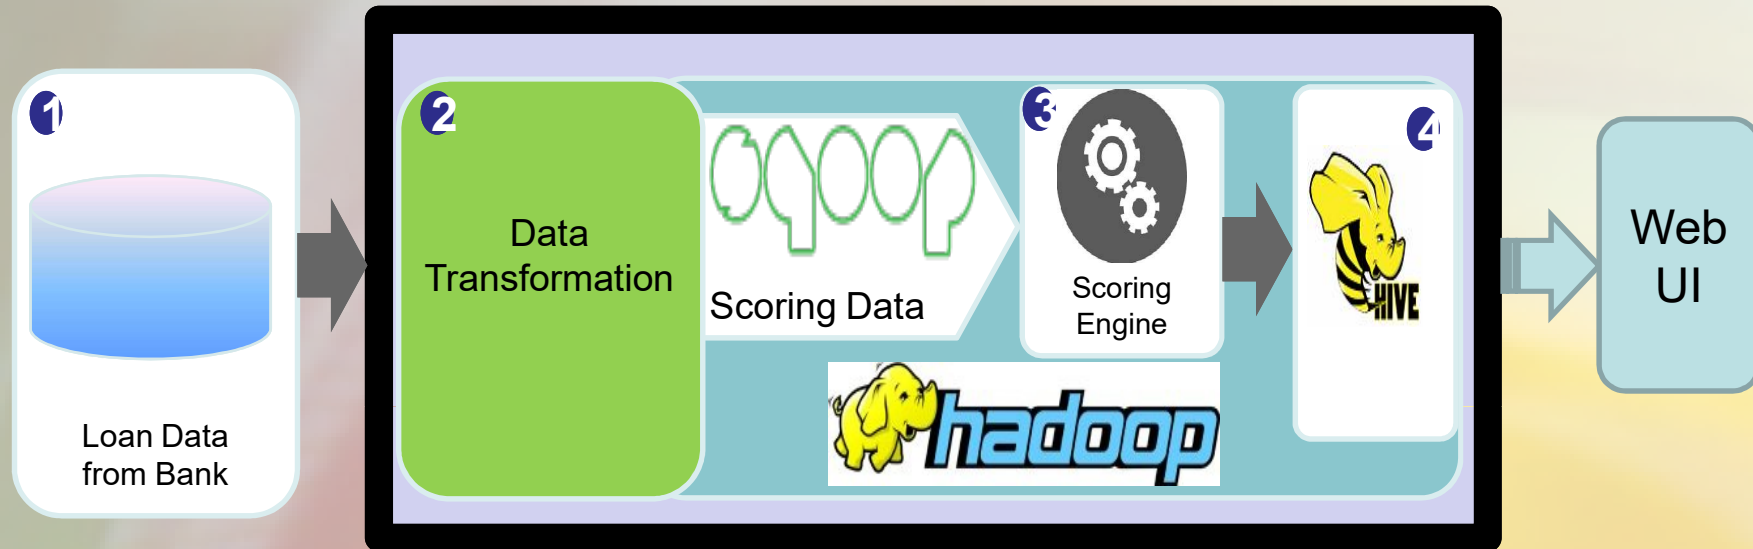 1
Loan Data
from Bank
2
Data
Transformation
sqoop
Scoring Data
3
Scoring
Engine
hadoop
4
HIVE
Web
UI